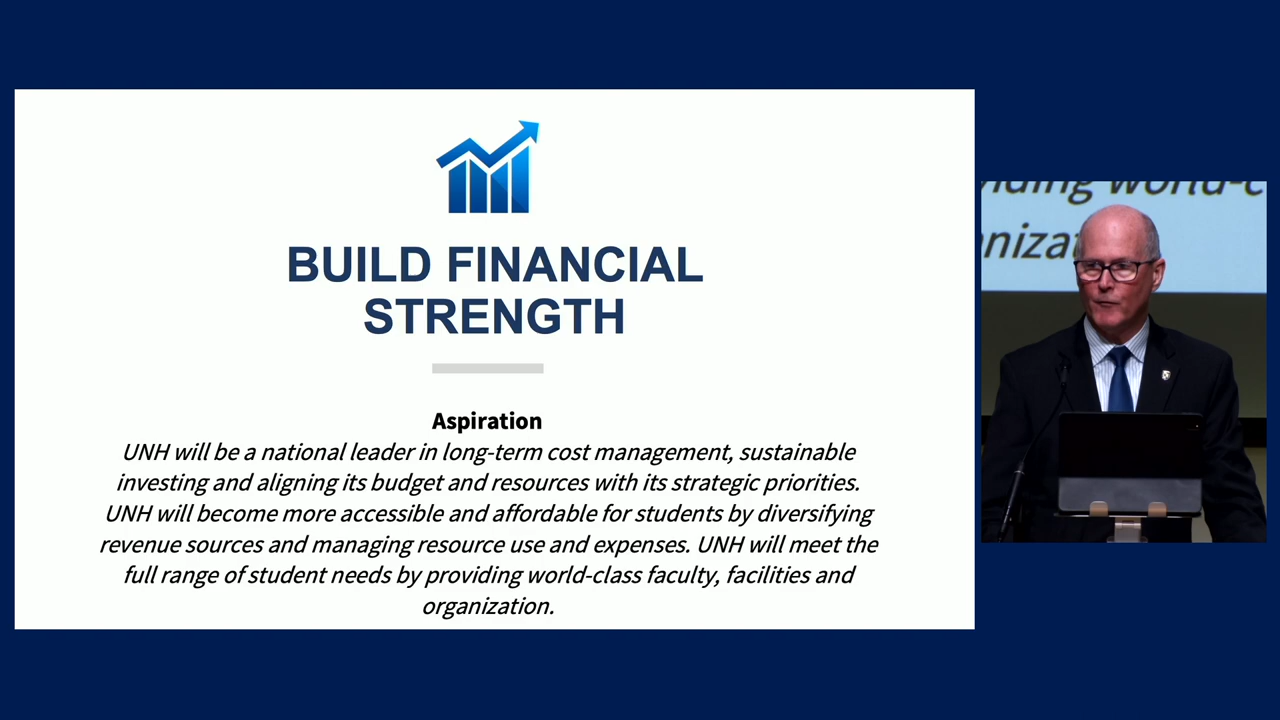 BUILD FINANCIAL
STRENGTH
Aspiration
UNH will be a national leader in long-term cost management, sustainable
investing and aligning its budget and resources with its strategic priorities.
UNH will become more accessible and affordable for students by diversifying
revenue sources and managing resource use and expenses. UNH will meet the
full range of student needs by providing world-class faculty, facilities and
organization.